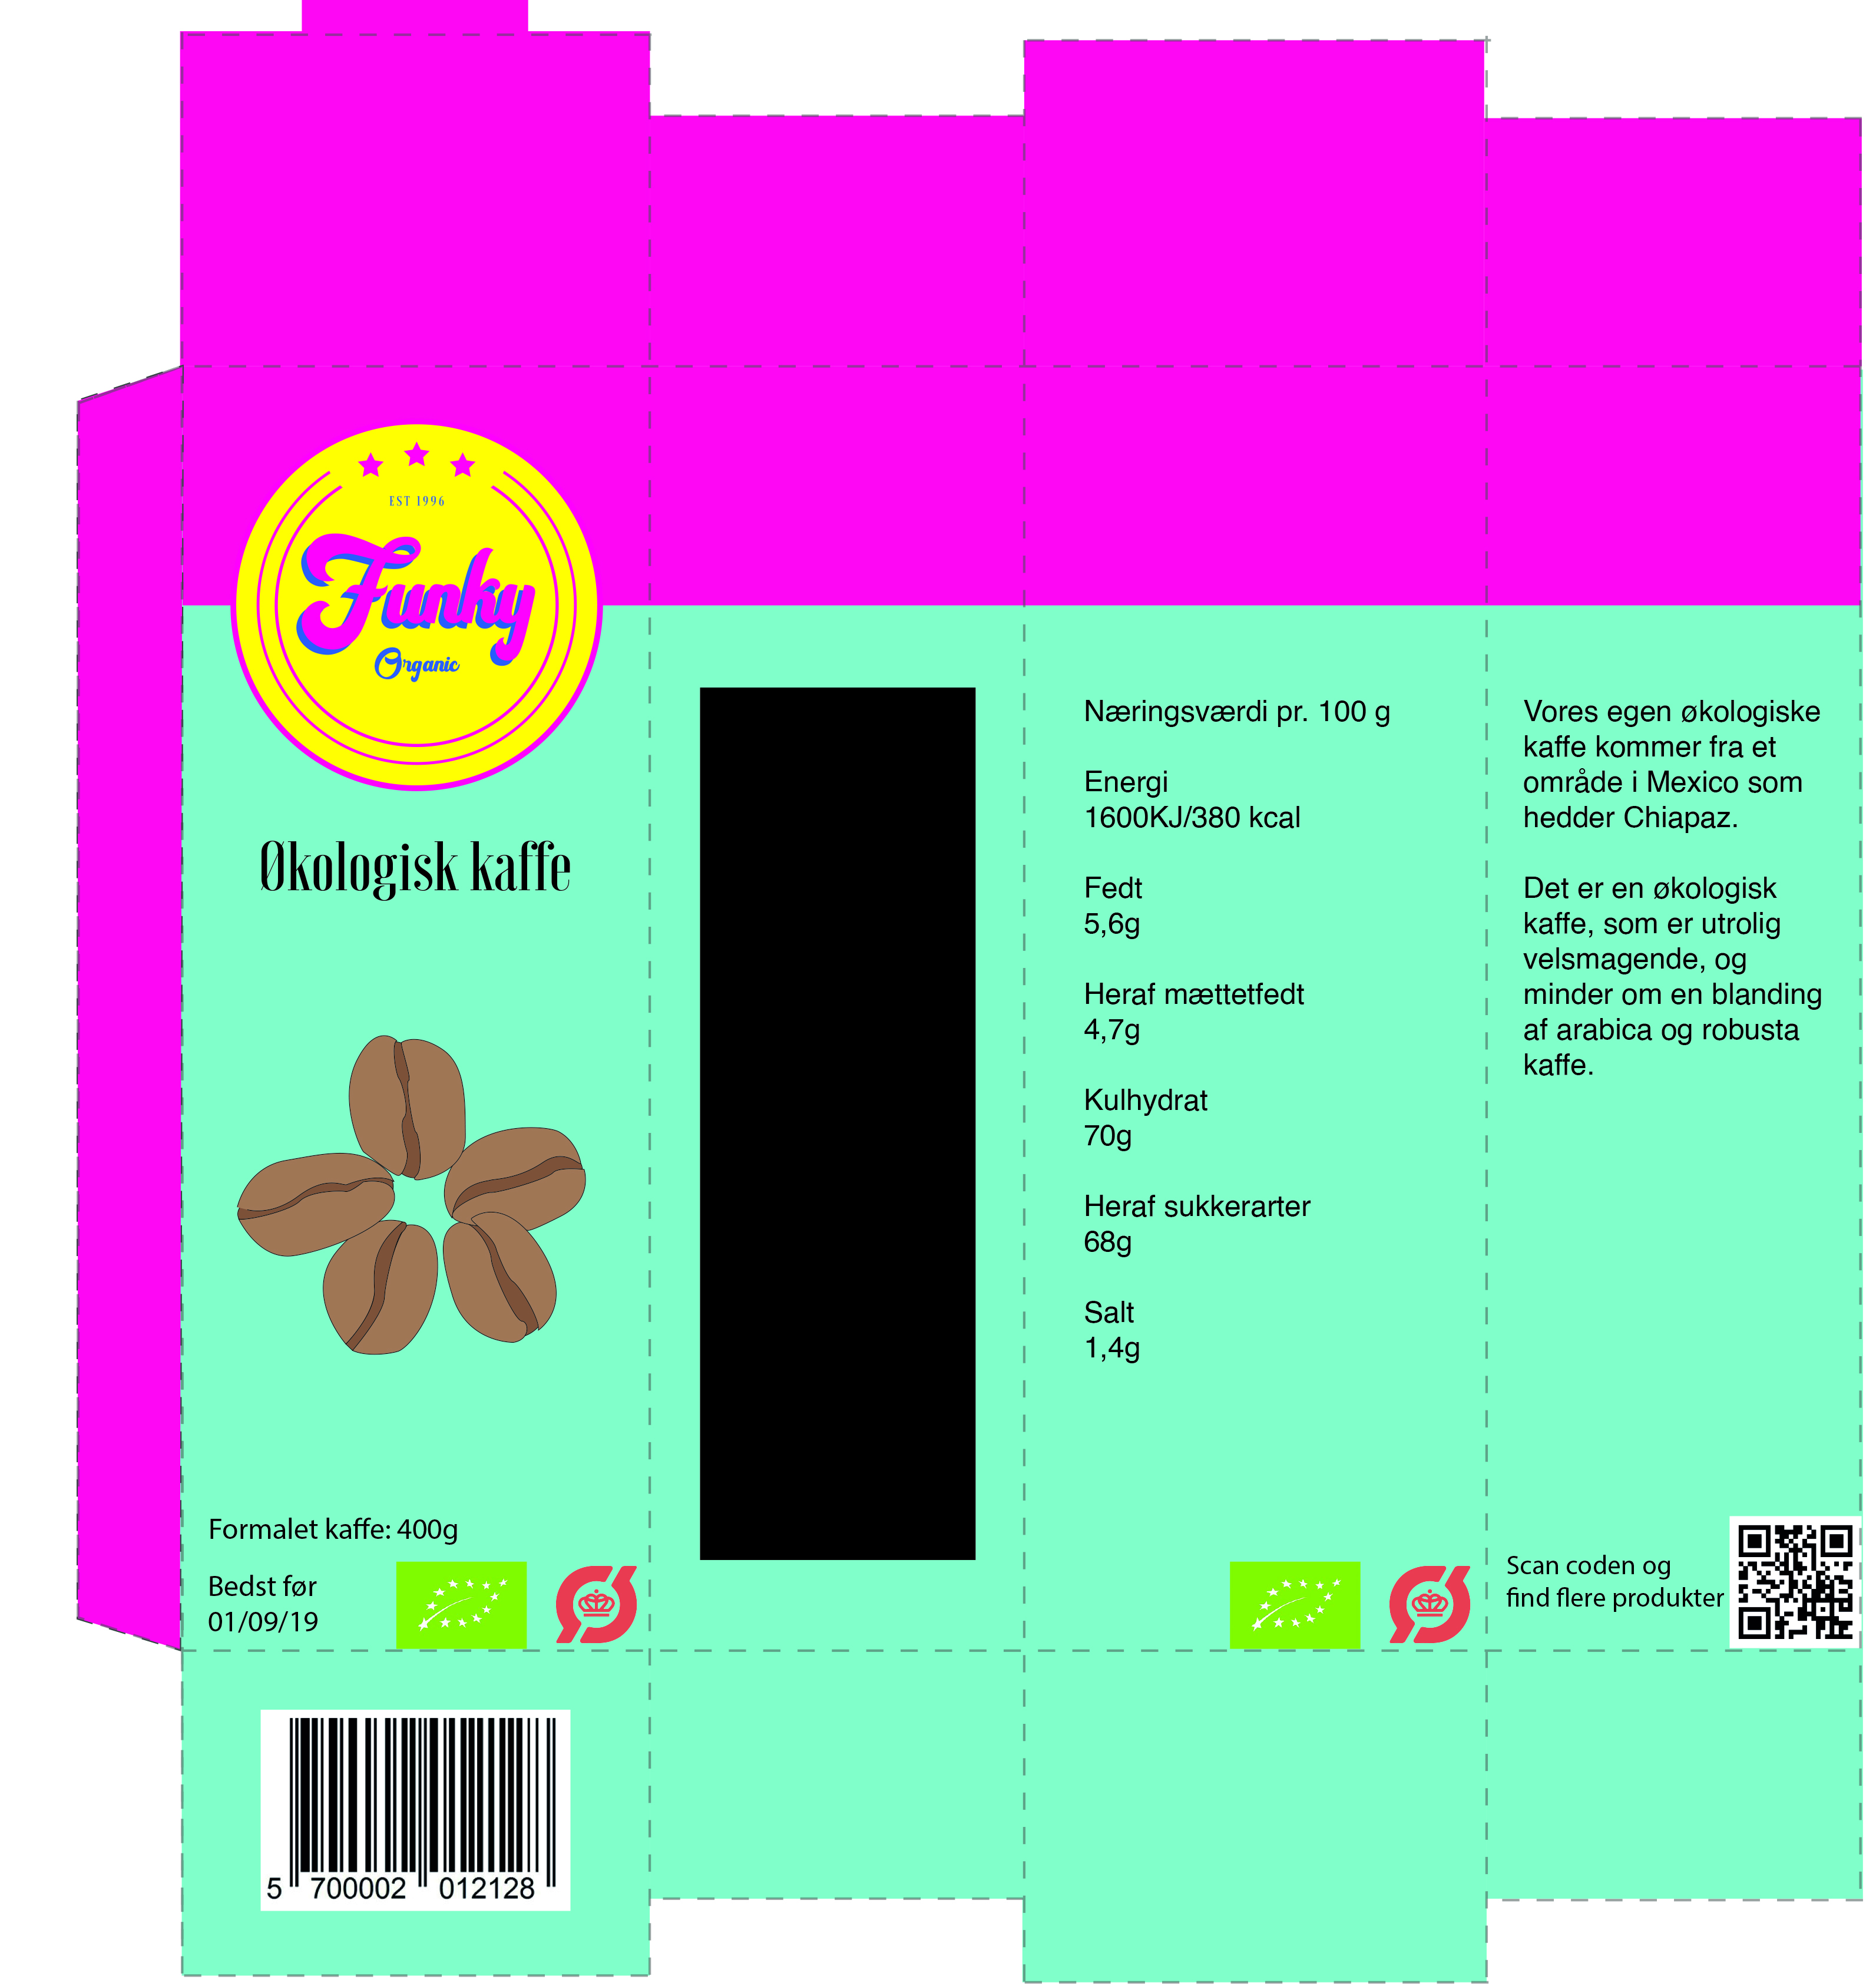 EST 1996
Funky
Organic
Økologisk kaffe
Formalet kaffe: 400g
Bedst før
01/09/19
5 700002 012128
Næringsværdi pr. 100 g
Energi
1600KJ/380 kcal
Fedt
5,6g
Heraf mættetfedt
4,7g
Kulhydrat
70g
Heraf sukkerarter
68g
Salt
1,4g
Vores egen økologiske
kaffe kommer fra et
område i Mexico som
hedder Chiapaz.
Det er en økologisk
kaffe, som er utrolig
velsmagende, og
minder om en blanding
af arabica og robusta
kaffe.
Scan coden og
find flere produkter